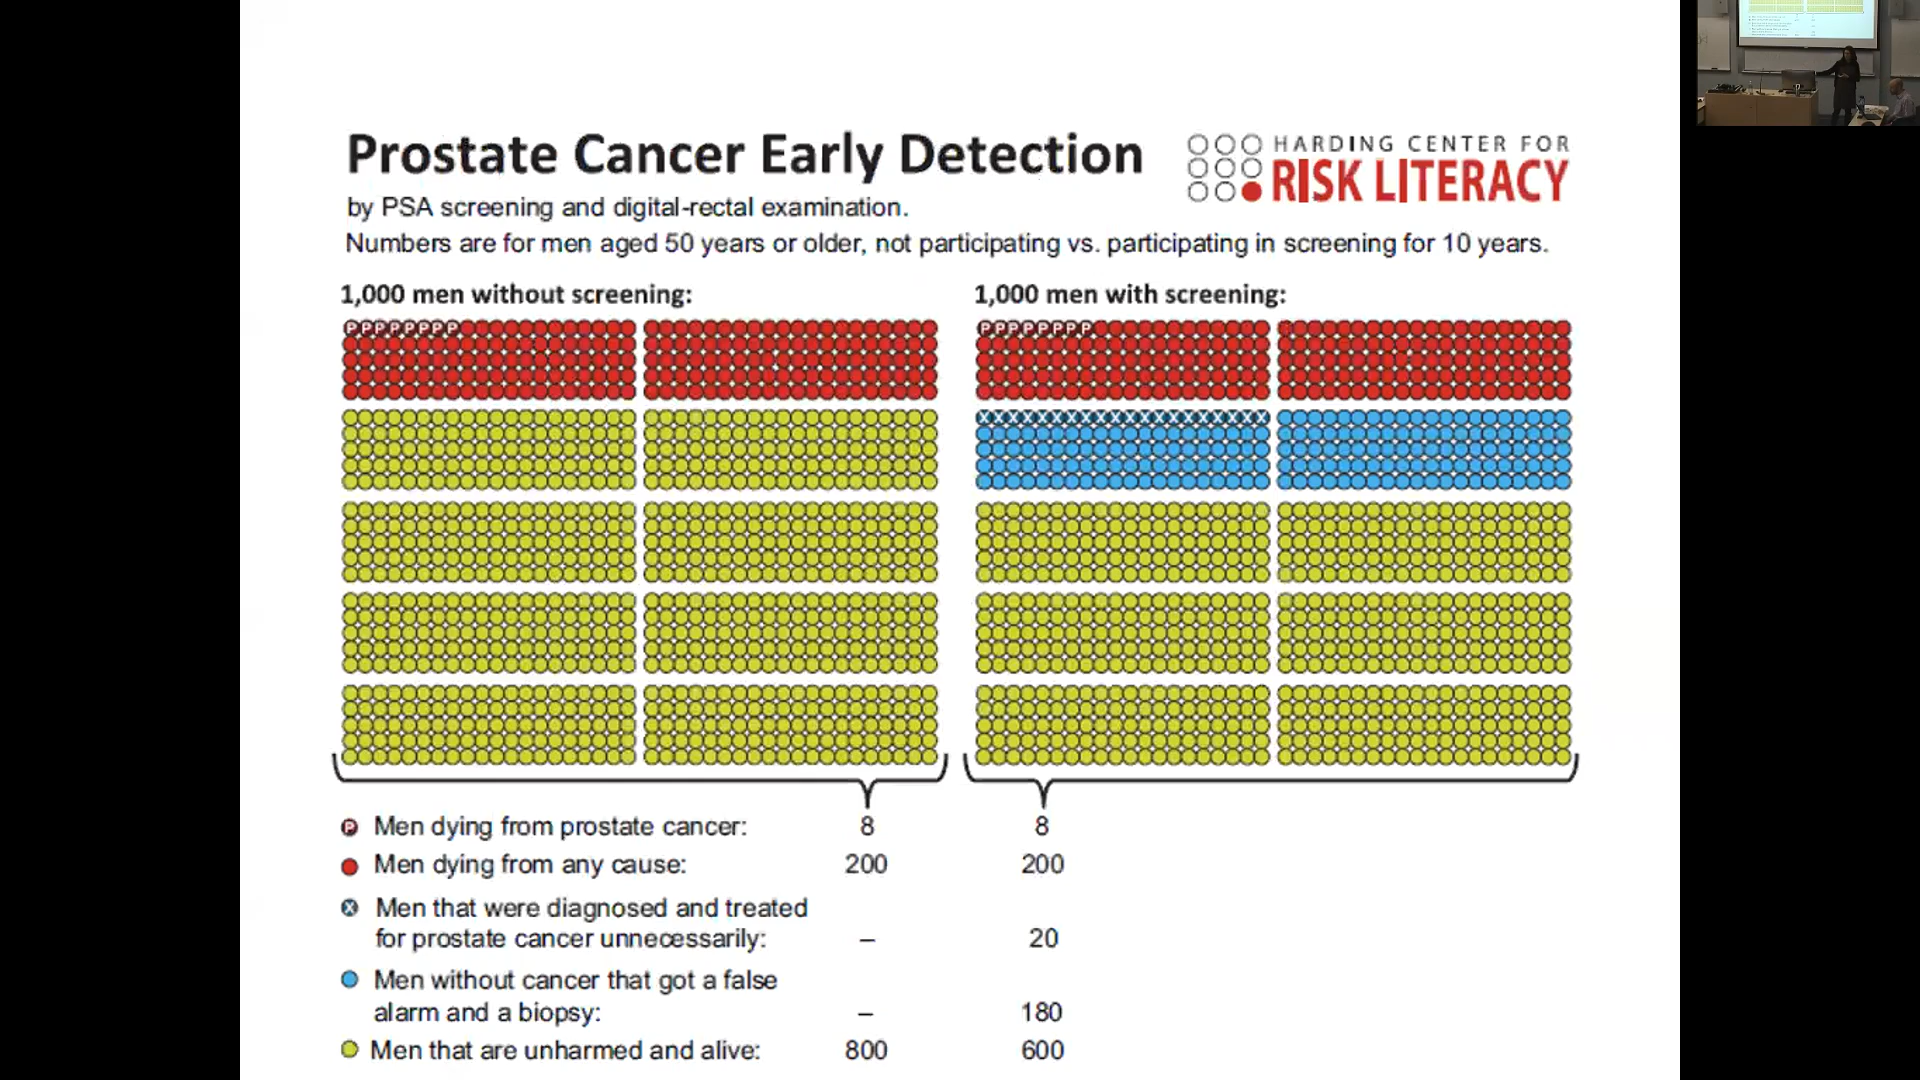 Prostate Cancer Early Detection
HARDING CENTER FOR
RISK LITERACY
by PSA screening and digital-rectal examination.
Numbers are for men aged 50 years or older, not participating vs. participating in screening for 10 years.
1,000 men without screening:
1,000 men with screening:
PPPPPPPP
PPPPPPPP
XXXXXXXXXXXXXXXXXXXX
P Men dying from prostate cancer: 8 8
Men dying from any cause: 200 200
X Men that were diagnosed and treated
for prostate cancer unnecessarily: – 20
Men without cancer that got a false
alarm and a biopsy: – 180
Men that are unharmed and alive: 800 600